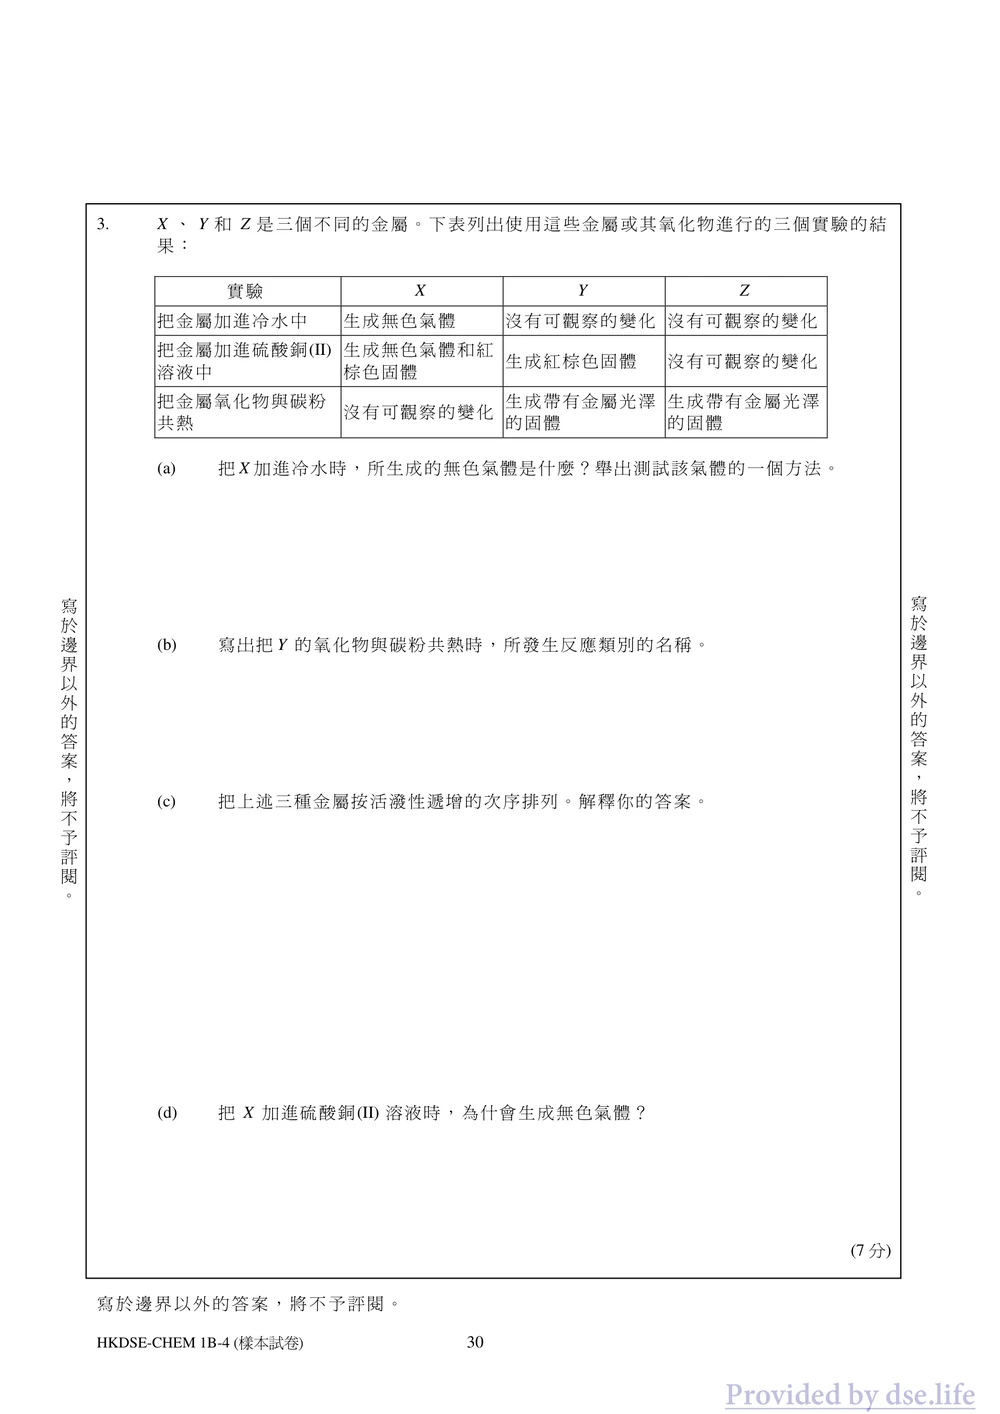 3. X 、 Y 和 Z 是三個不同的金屬。下表列出使用這些金屬或其氧化物進行的三個實驗的結
果：
實驗 X Y Z
把金屬加進冷水中 生成無色氣體 沒有可觀察的變化 沒有可觀察的變化
把金屬加進硫酸銅(II)
溶液中
生成無色氣體和紅
棕色固體
生成紅棕色固體
沒有可觀察的變化
把金屬氧化物與碳粉
共熱
沒有可觀察的變化
生成帶有金屬光澤
的固體
生成帶有金屬光澤
的固體
(a) 把 X 加進冷水時，所生成的無色氣體是什麼？舉出測試該氣體的一個方法。
(b) 寫出把 Y 的氧化物與碳粉共熱時，所發生反應類別的名稱。
(c) 把上述三種金屬按活潑性遞增的次序排列。解釋你的答案。
(d) 把 X 加進硫酸銅(II) 溶液時，為什會生成無色氣體？
(7 分)
寫於邊界以外的答案，將不予評閱。
寫於邊界以外的答案，將不予評閱。
寫於邊界以外的答案，將不予評閱。
HKDSE-CHEM 1B-4 (樣本試卷) 30
Provided by dse.life